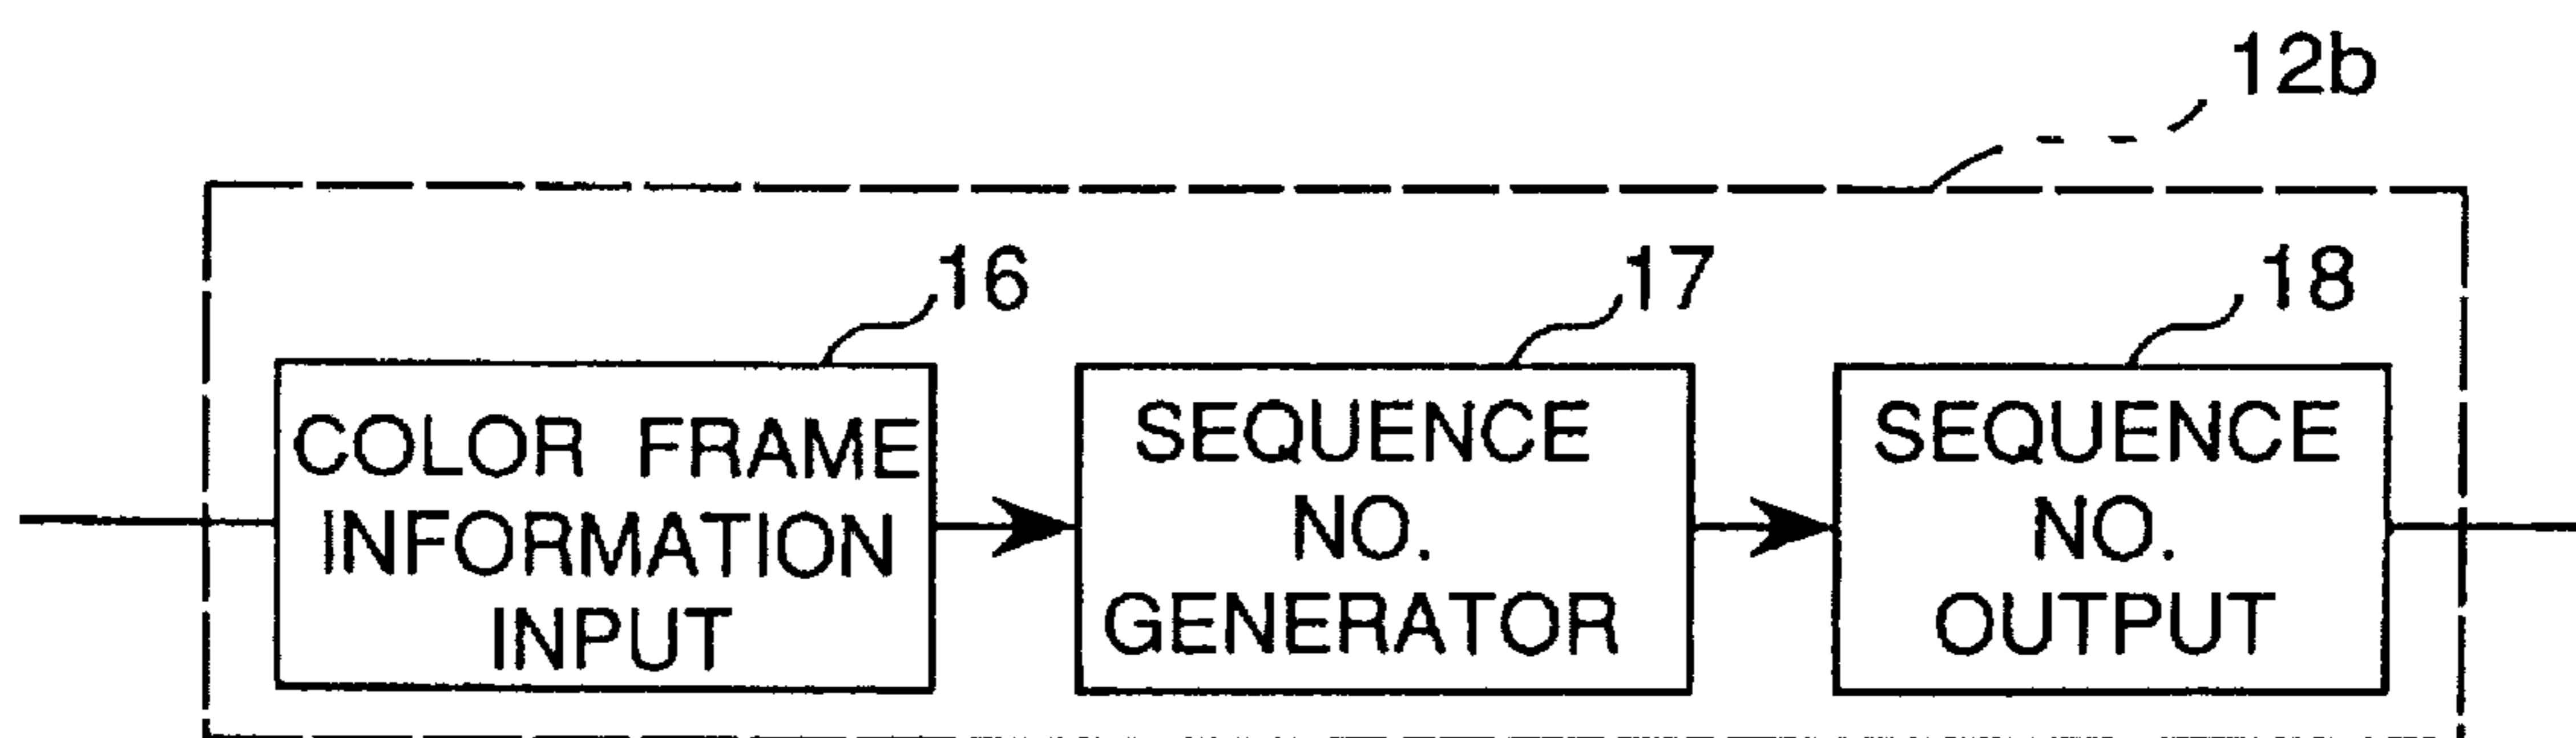 12b
16
17
18
COLOR FRAME
INFORMATION
INPUT
SEQUENCE
NO.
GENERATOR
SEQUENCE
NO.
OUTPUT